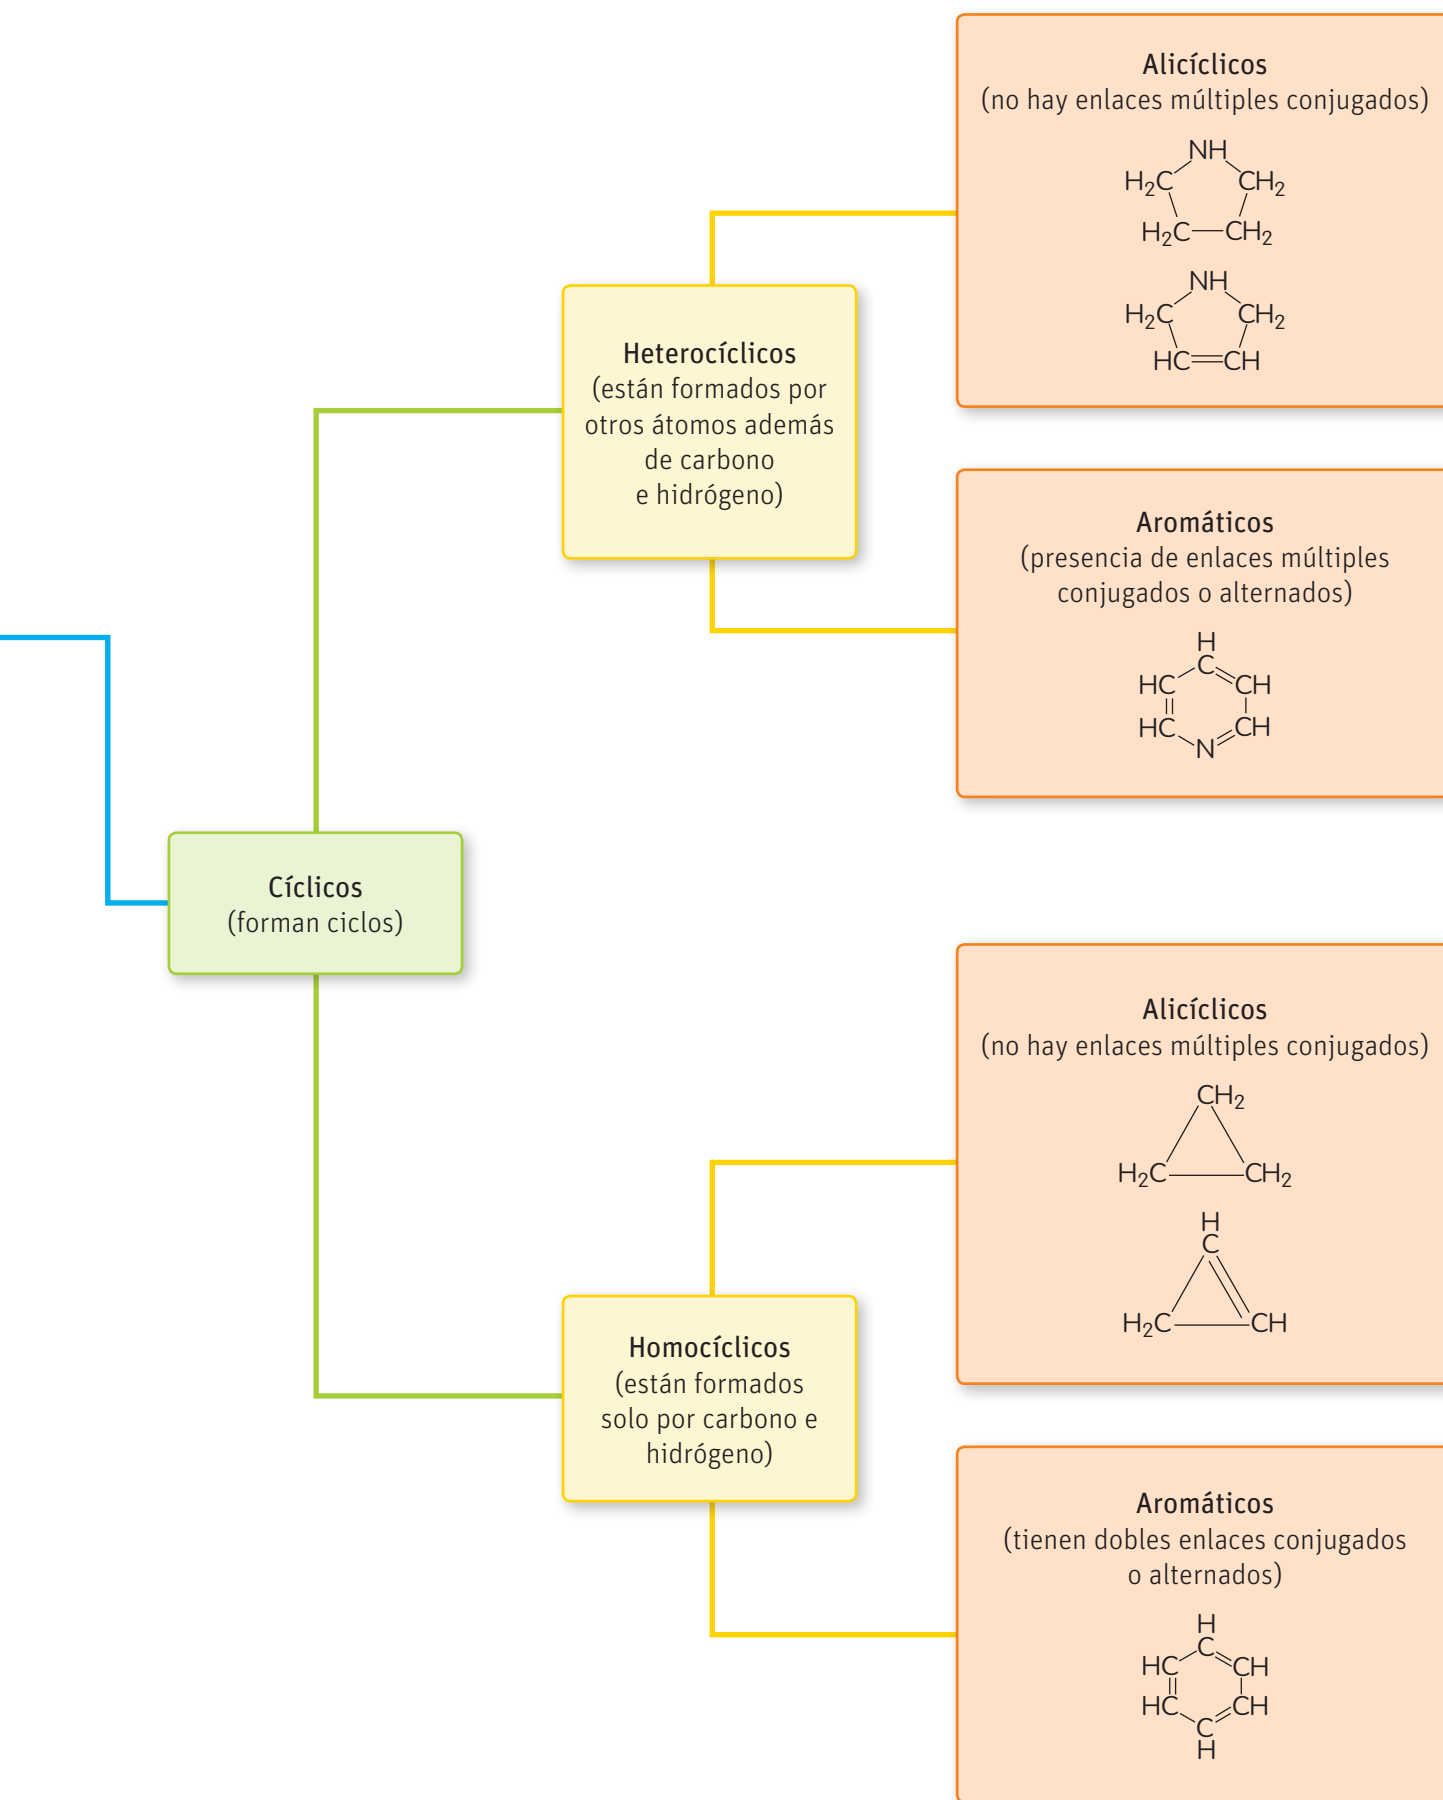 Alicíclicos
(no hay enlaces múltiples conjugados)
NH
H₂C CH₂
H₂C CH₂
NH
H₂C CH₂
HC CH
Heterocíclicos
(están formados por
otros átomos además
de carbono
e hidrógeno)
Aromáticos
(presencia de enlaces múltiples
conjugados o alternados)
H
C
HC CH
HC CH
N
Cíclicos
(forman ciclos)
Alicíclicos
(no hay enlaces múltiples conjugados)
CH₂
H₂C CH₂
H
C
H₂C CH
Homocíclicos
(están formados
solo por carbono e
hidrógeno)
Aromáticos
(tienen dobles enlaces conjugados
o alternados)
H
C
HC CH
HC CH
C
H